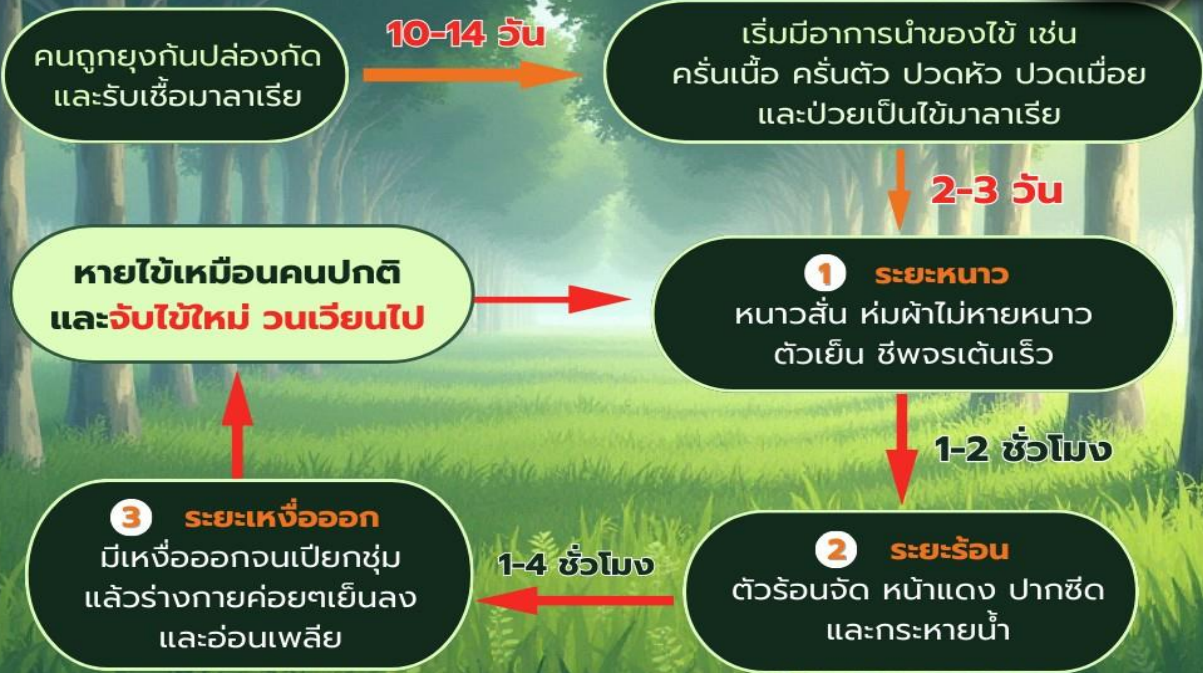 คนถูกยุงก้นปล่องกัด
และรับเชื้อมาลาเรีย
10-14 วัน
เริ่มมีอาการนำของไข้ เช่น
ครั่นเนื้อ ครั่นตัว ปวดหัว ปวดเมื่อย
และป่วยเป็นไข้มาลาเรีย
2-3 วัน
1 ระยะหนาว
หนาวสั่น ห่มผ้าไม่หายหนาว
ตัวเย็น ชีพจรเต้นเร็ว
1-2 ชั่วโมง
2 ระยะร้อน
ตัวร้อนจัด หน้าแดง ปากซีด
และกระหายน้ำ
1-4 ชั่วโมง
3 ระยะเหงื่อออก
มีเหงื่อออกจนเปียกชุ่ม
แล้วร่างกายค่อยๆเย็นลง
และอ่อนเพลีย
หายไข้เหมือนคนปกติ
และจับไข้ใหม่ วนเวียนไป